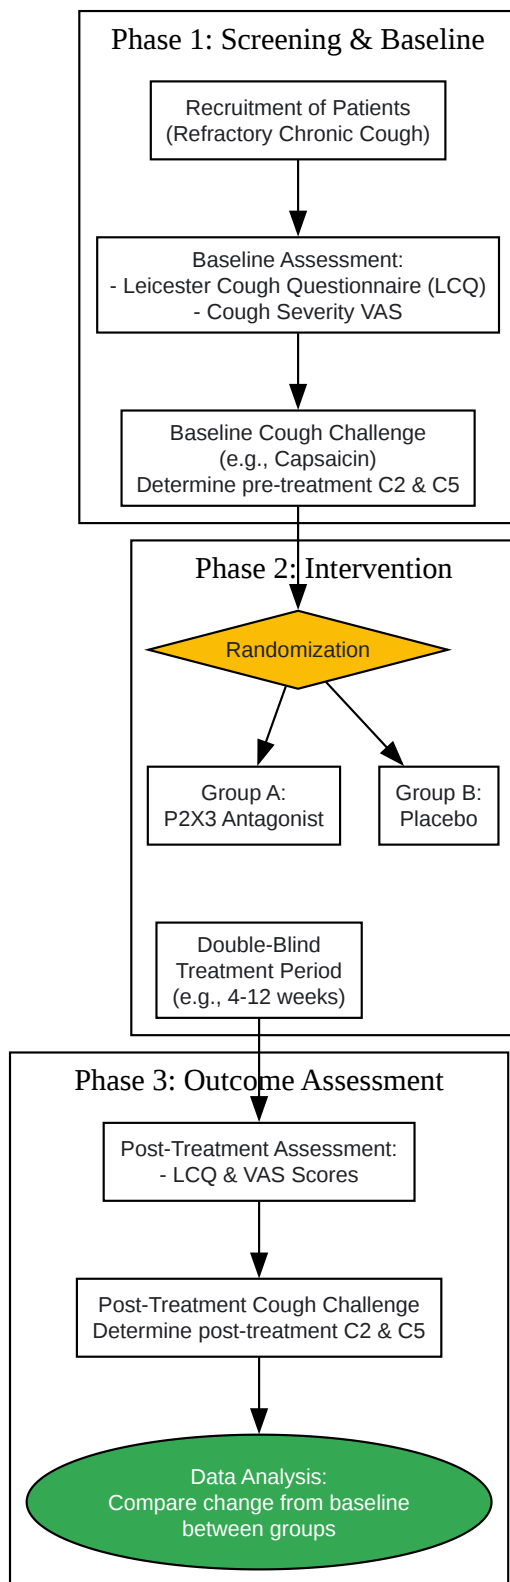 Phase 1: Screening & Baseline
Recruitment of Patients
(Refractory Chronic Cough)
Baseline Assessment:
- Leicester Cough Questionnaire (LCQ)
- Cough Severity VAS
Baseline Cough Challenge
(e.g., Capsaicin)
Determine pre-treatment C2 & C5
Phase 2: Intervention
Randomization
Group A:
P2X3 Antagonist
Group B:
Placebo
Double-Blind
Treatment Period
(e.g., 4-12 weeks)
Phase 3: Outcome Assessment
Post-Treatment Assessment:
- LCQ & VAS Scores
Post-Treatment Cough Challenge
Determine post-treatment C2 & C5
Data Analysis:
Compare change from baseline
between groups